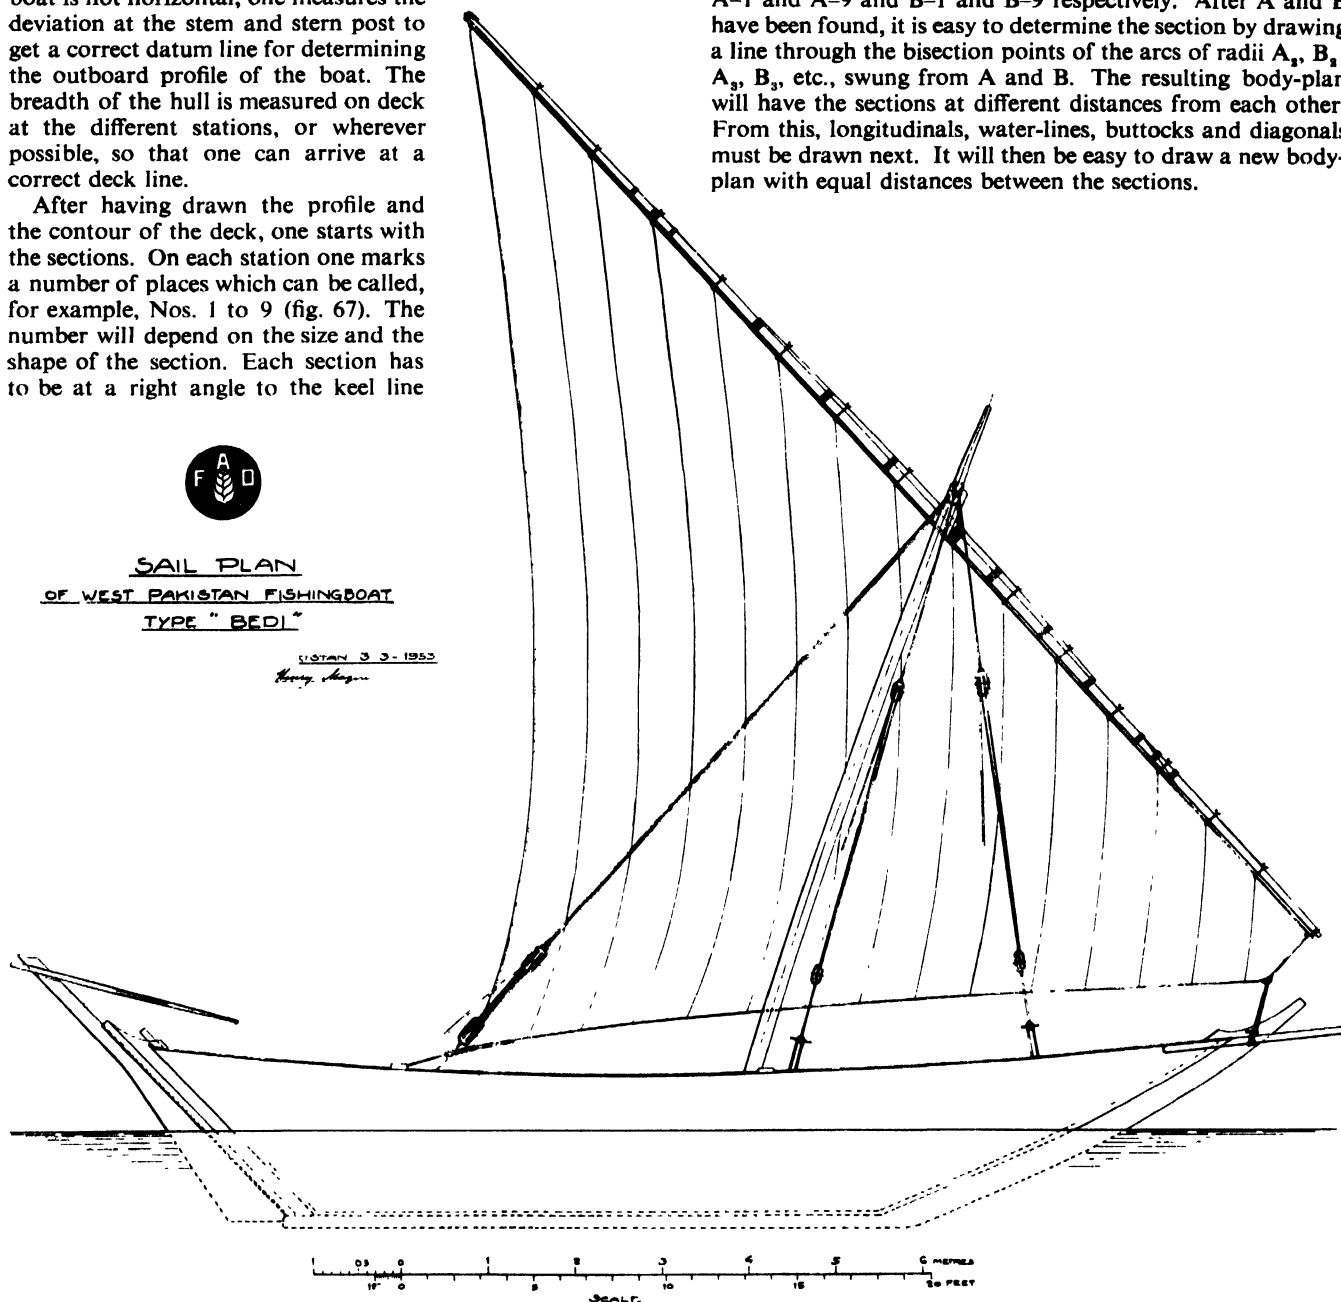 boat is not horizontal, one measures the
deviation at the stem and stern post to
get a correct datum line for determining
the outboard profile of the boat. The
breadth of the hull is measured on deck
at the different stations, or wherever
possible, so that one can arrive at a
correct deck line.
After having drawn the profile and
the contour of the deck, one starts with
the sections. On each station one marks
a number of places which can be called,
for example, Nos. 1 to 9 (fig. 67). The
number will depend on the size and the
shape of the section. Each section has
to be at a right angle to the keel line
A–1 and A–9 and B–1 and B–9 respectively. After A and B
have been found, it is easy to determine the section by drawing
a line through the bisection points of the arcs of radii A₂, B₂
A₃, B₃, etc., swung from A and B. The resulting body-plan
will have the sections at different distances from each other
From this, longitudinals, water-lines, buttocks and diagonals
must be drawn next. It will then be easy to draw a new body-
plan with equal distances between the sections.
F A O
SAIL PLAN
OF WEST PAKISTAN FISHINGBOAT
TYPE "BEDI"
3 3-1953
1 0.5 0 1 2 3 4 5 6 METRES
1F 0 5 10 15 20 FEET
SCALE.